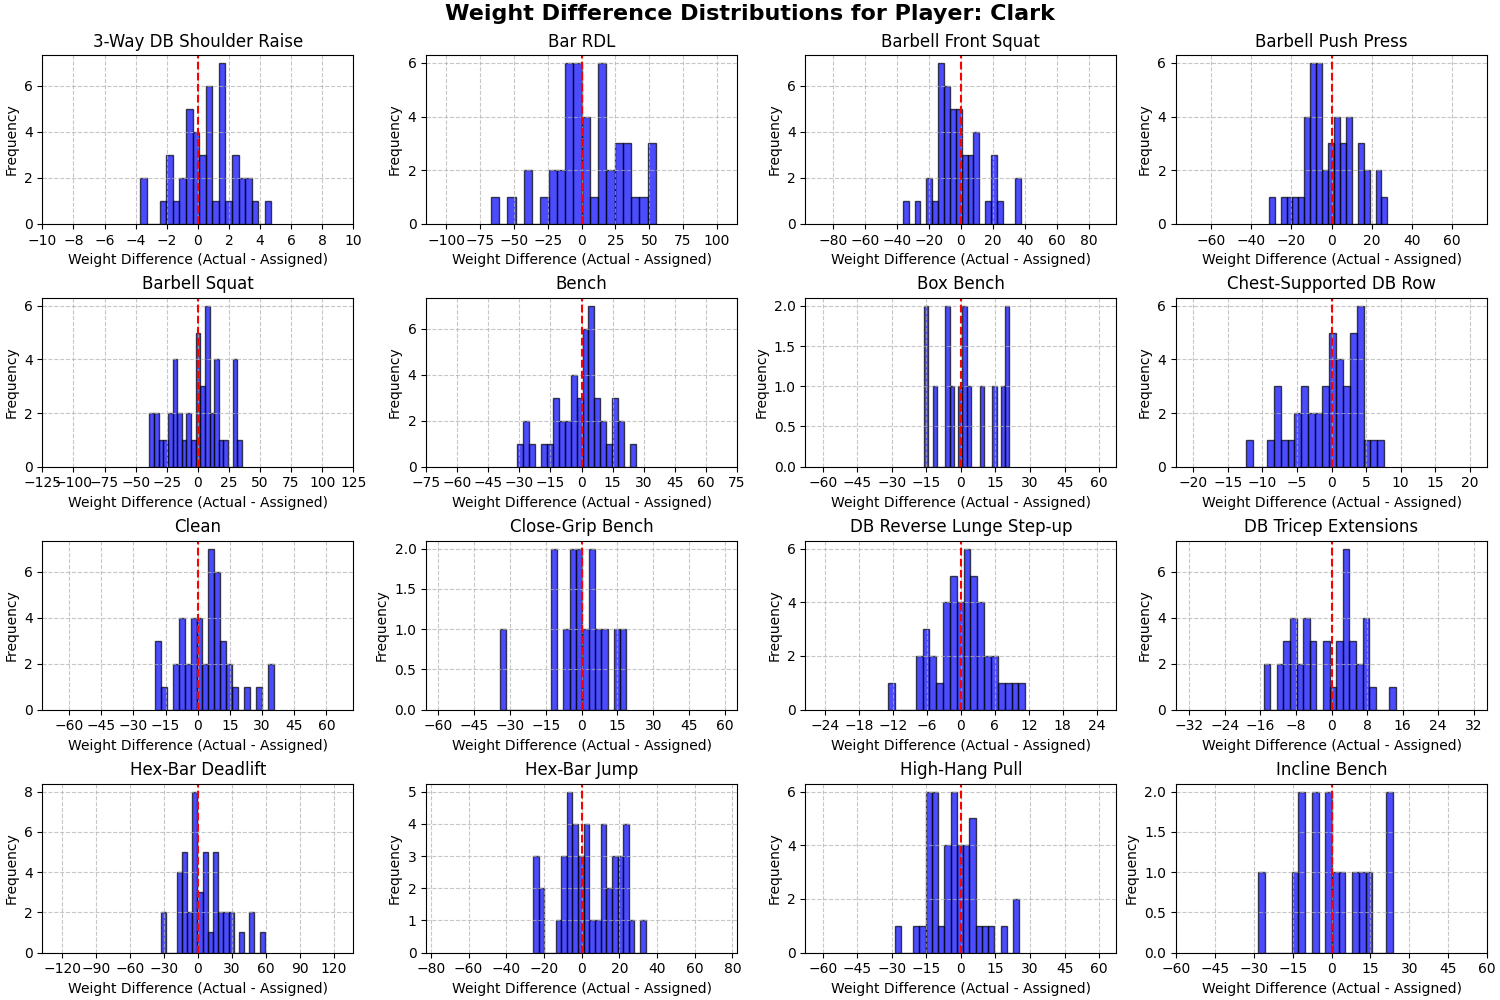 Weight Difference Distributions for Player: Clark
3-Way DB Shoulder Raise
Frequency
0
2
4
6
−10 −8 −6 −4 −2 0 2 4 6 8 10
Weight Difference (Actual - Assigned)
Bar RDL
Frequency
0
2
4
6
−100 −75 −50 −25 0 25 50 75 100
Weight Difference (Actual - Assigned)
Barbell Front Squat
Frequency
0
2
4
6
−80 −60 −40 −20 0 20 40 60 80
Weight Difference (Actual - Assigned)
Barbell Push Press
Frequency
0
2
4
6
−60 −40 −20 0 20 40 60
Weight Difference (Actual - Assigned)
Barbell Squat
Frequency
0
2
4
6
−125 −100 −75 −50 −25 0 25 50 75 100 125
Weight Difference (Actual - Assigned)
Bench
Frequency
0
2
4
6
−75 −60 −45 −30 −15 0 15 30 45 60 75
Weight Difference (Actual - Assigned)
Box Bench
Frequency
0.0
0.5
1.0
1.5
2.0
−60 −45 −30 −15 0 15 30 45 60
Weight Difference (Actual - Assigned)
Chest-Supported DB Row
Frequency
0
2
4
6
−20 −15 −10 −5 0 5 10 15 20
Weight Difference (Actual - Assigned)
Clean
Frequency
0
2
4
6
−60 −45 −30 −15 0 15 30 45 60
Weight Difference (Actual - Assigned)
Close-Grip Bench
Frequency
0.0
0.5
1.0
1.5
2.0
−60 −45 −30 −15 0 15 30 45 60
Weight Difference (Actual - Assigned)
DB Reverse Lunge Step-up
Frequency
0
2
4
6
−24 −18 −12 −6 0 6 12 18 24
Weight Difference (Actual - Assigned)
DB Tricep Extensions
Frequency
0
2
4
6
−32 −24 −16 −8 0 8 16 24 32
Weight Difference (Actual - Assigned)
Hex-Bar Deadlift
Frequency
0
2
4
6
8
−120 −90 −60 −30 0 30 60 90 120
Weight Difference (Actual - Assigned)
Hex-Bar Jump
Frequency
0
1
2
3
4
5
−80 −60 −40 −20 0 20 40 60 80
Weight Difference (Actual - Assigned)
High-Hang Pull
Frequency
0
2
4
6
−60 −45 −30 −15 0 15 30 45 60
Weight Difference (Actual - Assigned)
Incline Bench
Frequency
0.0
0.5
1.0
1.5
2.0
−60 −45 −30 −15 0 15 30 45 60
Weight Difference (Actual - Assigned)